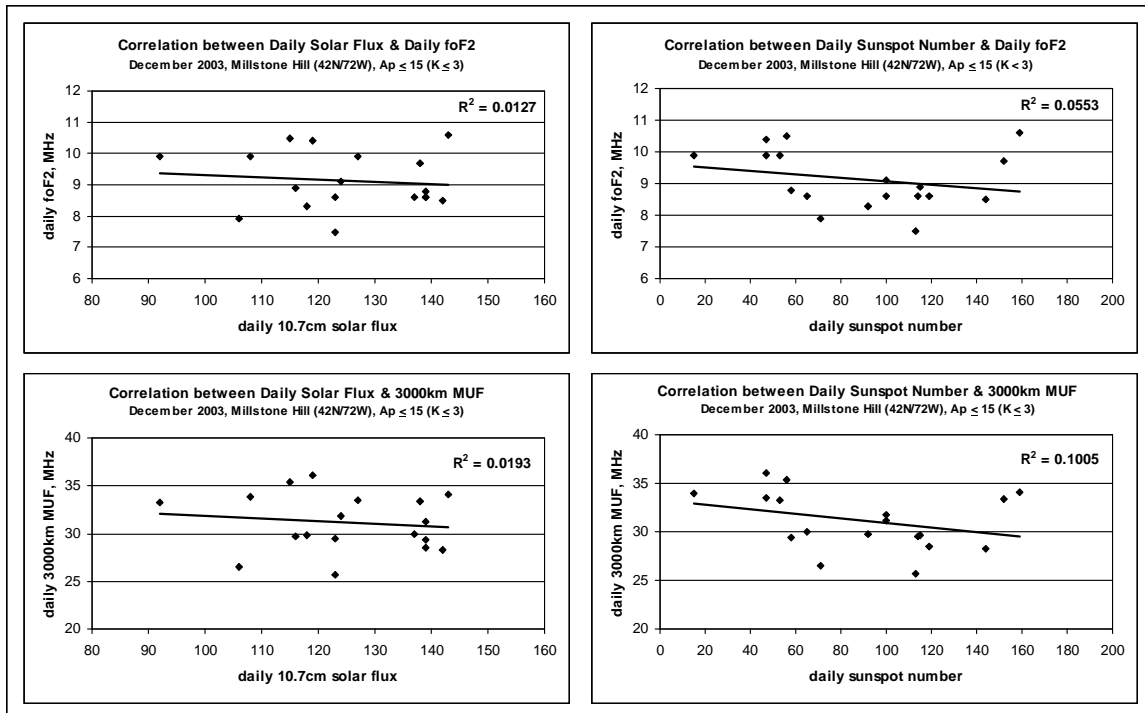 Correlation between Daily Solar Flux & Daily foF2
December 2003, Millstone Hill (42N/72W), Ap ≤ 15 (K ≤ 3)
R² = 0.0127
daily foF2, MHz
12
11
10
9
8
7
6
80 90 100 110 120 130 140 150 160
daily 10.7cm solar flux
Correlation between Daily Sunspot Number & Daily foF2
December 2003, Millstone Hill (42N/72W), Ap ≤ 15 (K < 3)
R² = 0.0553
daily foF2, MHz
12
11
10
9
8
7
6
0 20 40 60 80 100 120 140 160 180 200
daily sunspot number
Correlation between Daily Solar Flux & 3000km MUF
December 2003, Millstone Hill (42N/72W), Ap ≤ 15 (K ≤ 3)
R² = 0.0193
daily 3000km MUF, MHz
40
35
30
25
20
80 90 100 110 120 130 140 150 160
daily 10.7cm solar flux
Correlation between Daily Sunspot Number & 3000km MUF
December 2003, Millstone Hill (42N/72W), Ap ≤ 15 (K ≤ 3)
R² = 0.1005
daily 3000km MUF, MHz
40
35
30
25
20
0 20 40 60 80 100 120 140 160 180 200
daily sunspot number